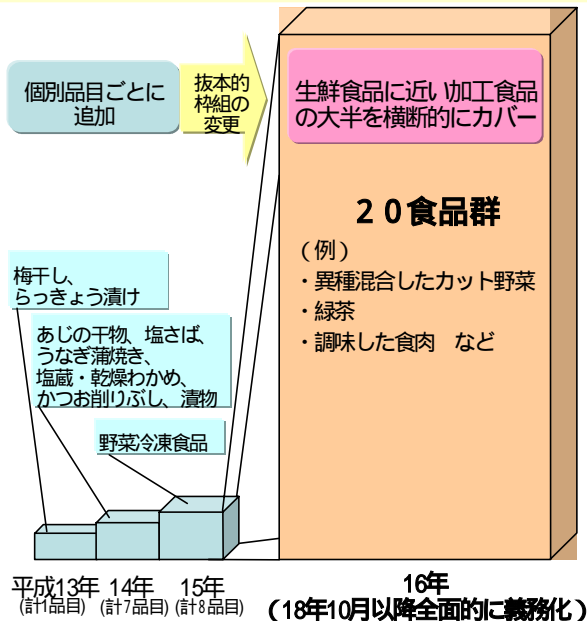 個別品目ごとに
追加
抜本的
枠組の
変更
生鮮食品に近い加工食品
の大半を横断的にカバー
２０食品群
（例）
・異種混合したカット野菜
・緑茶
・調味した食肉　など
梅干し、
らっきょう漬け
あじの干物、塩さば、
うなぎ蒲焼き、
塩蔵・乾燥わかめ、
かつお削りぶし、漬物
野菜冷凍食品
平成13年 14年 15年 16年
(計1品目) (計7品目) (計8品目) （18年10月以降全面的に義務化）